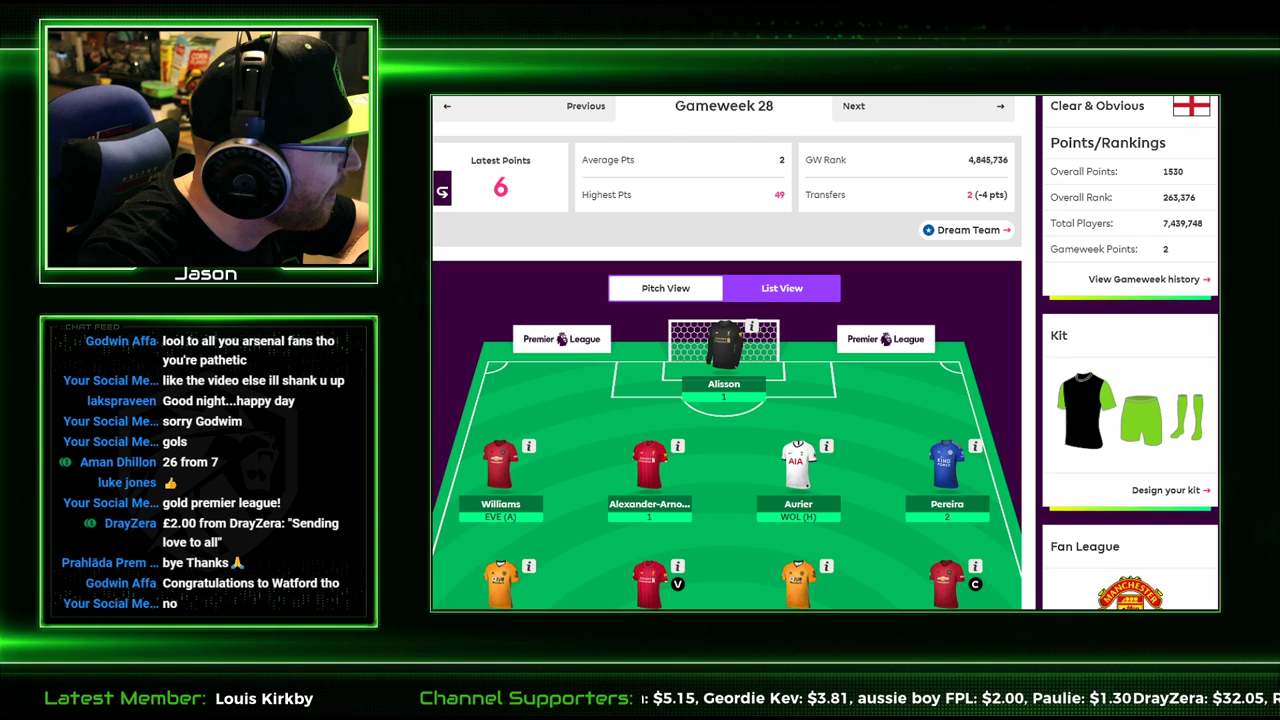 Jason
CHAT FEED
Godwin Affa lool to all you arsenal fans tho
you're pathetic
Your Social Me... like the video else ill shank u up
lakspraveen Good night...happy day
Your Social Me... sorry Godwim
Your Social Me... gols
Aman Dhillon 26 from 7
luke jones 👍
Your Social Me... gold premier league!
DrayZera £2.00 from DrayZera: "Sending
love to all"
Prahlāda Prem ... bye Thanks🙏
Godwin Affa Congratulations to Watford tho
Your Social Me... no
← Previous
Gameweek 28
Next →
Latest Points
6
Average Pts 2
Highest Pts 49
GW Rank 4,845,736
Transfers 2 (-4 pts)
Dream Team →
Pitch View
List View
Premier League
Premier League
Alisson
1
Williams
EVE (A)
Alexander-Arno...
1
AIA
Aurier
WOL (H)
KING POWER
Pereira
2
V
C
Clear & Obvious
Points/Rankings
Overall Points: 1530
Overall Rank: 263,376
Total Players: 7,439,748
Gameweek Points: 2
View Gameweek history →
Kit
Design your kit →
Fan League
MANCHESTER
Latest Member: Louis Kirkby
Channel Supporters: : $5.15, Geordie Kev: $3.81, aussie boy FPL: $2.00, Paulie: $1.30DrayZera: $32.05,